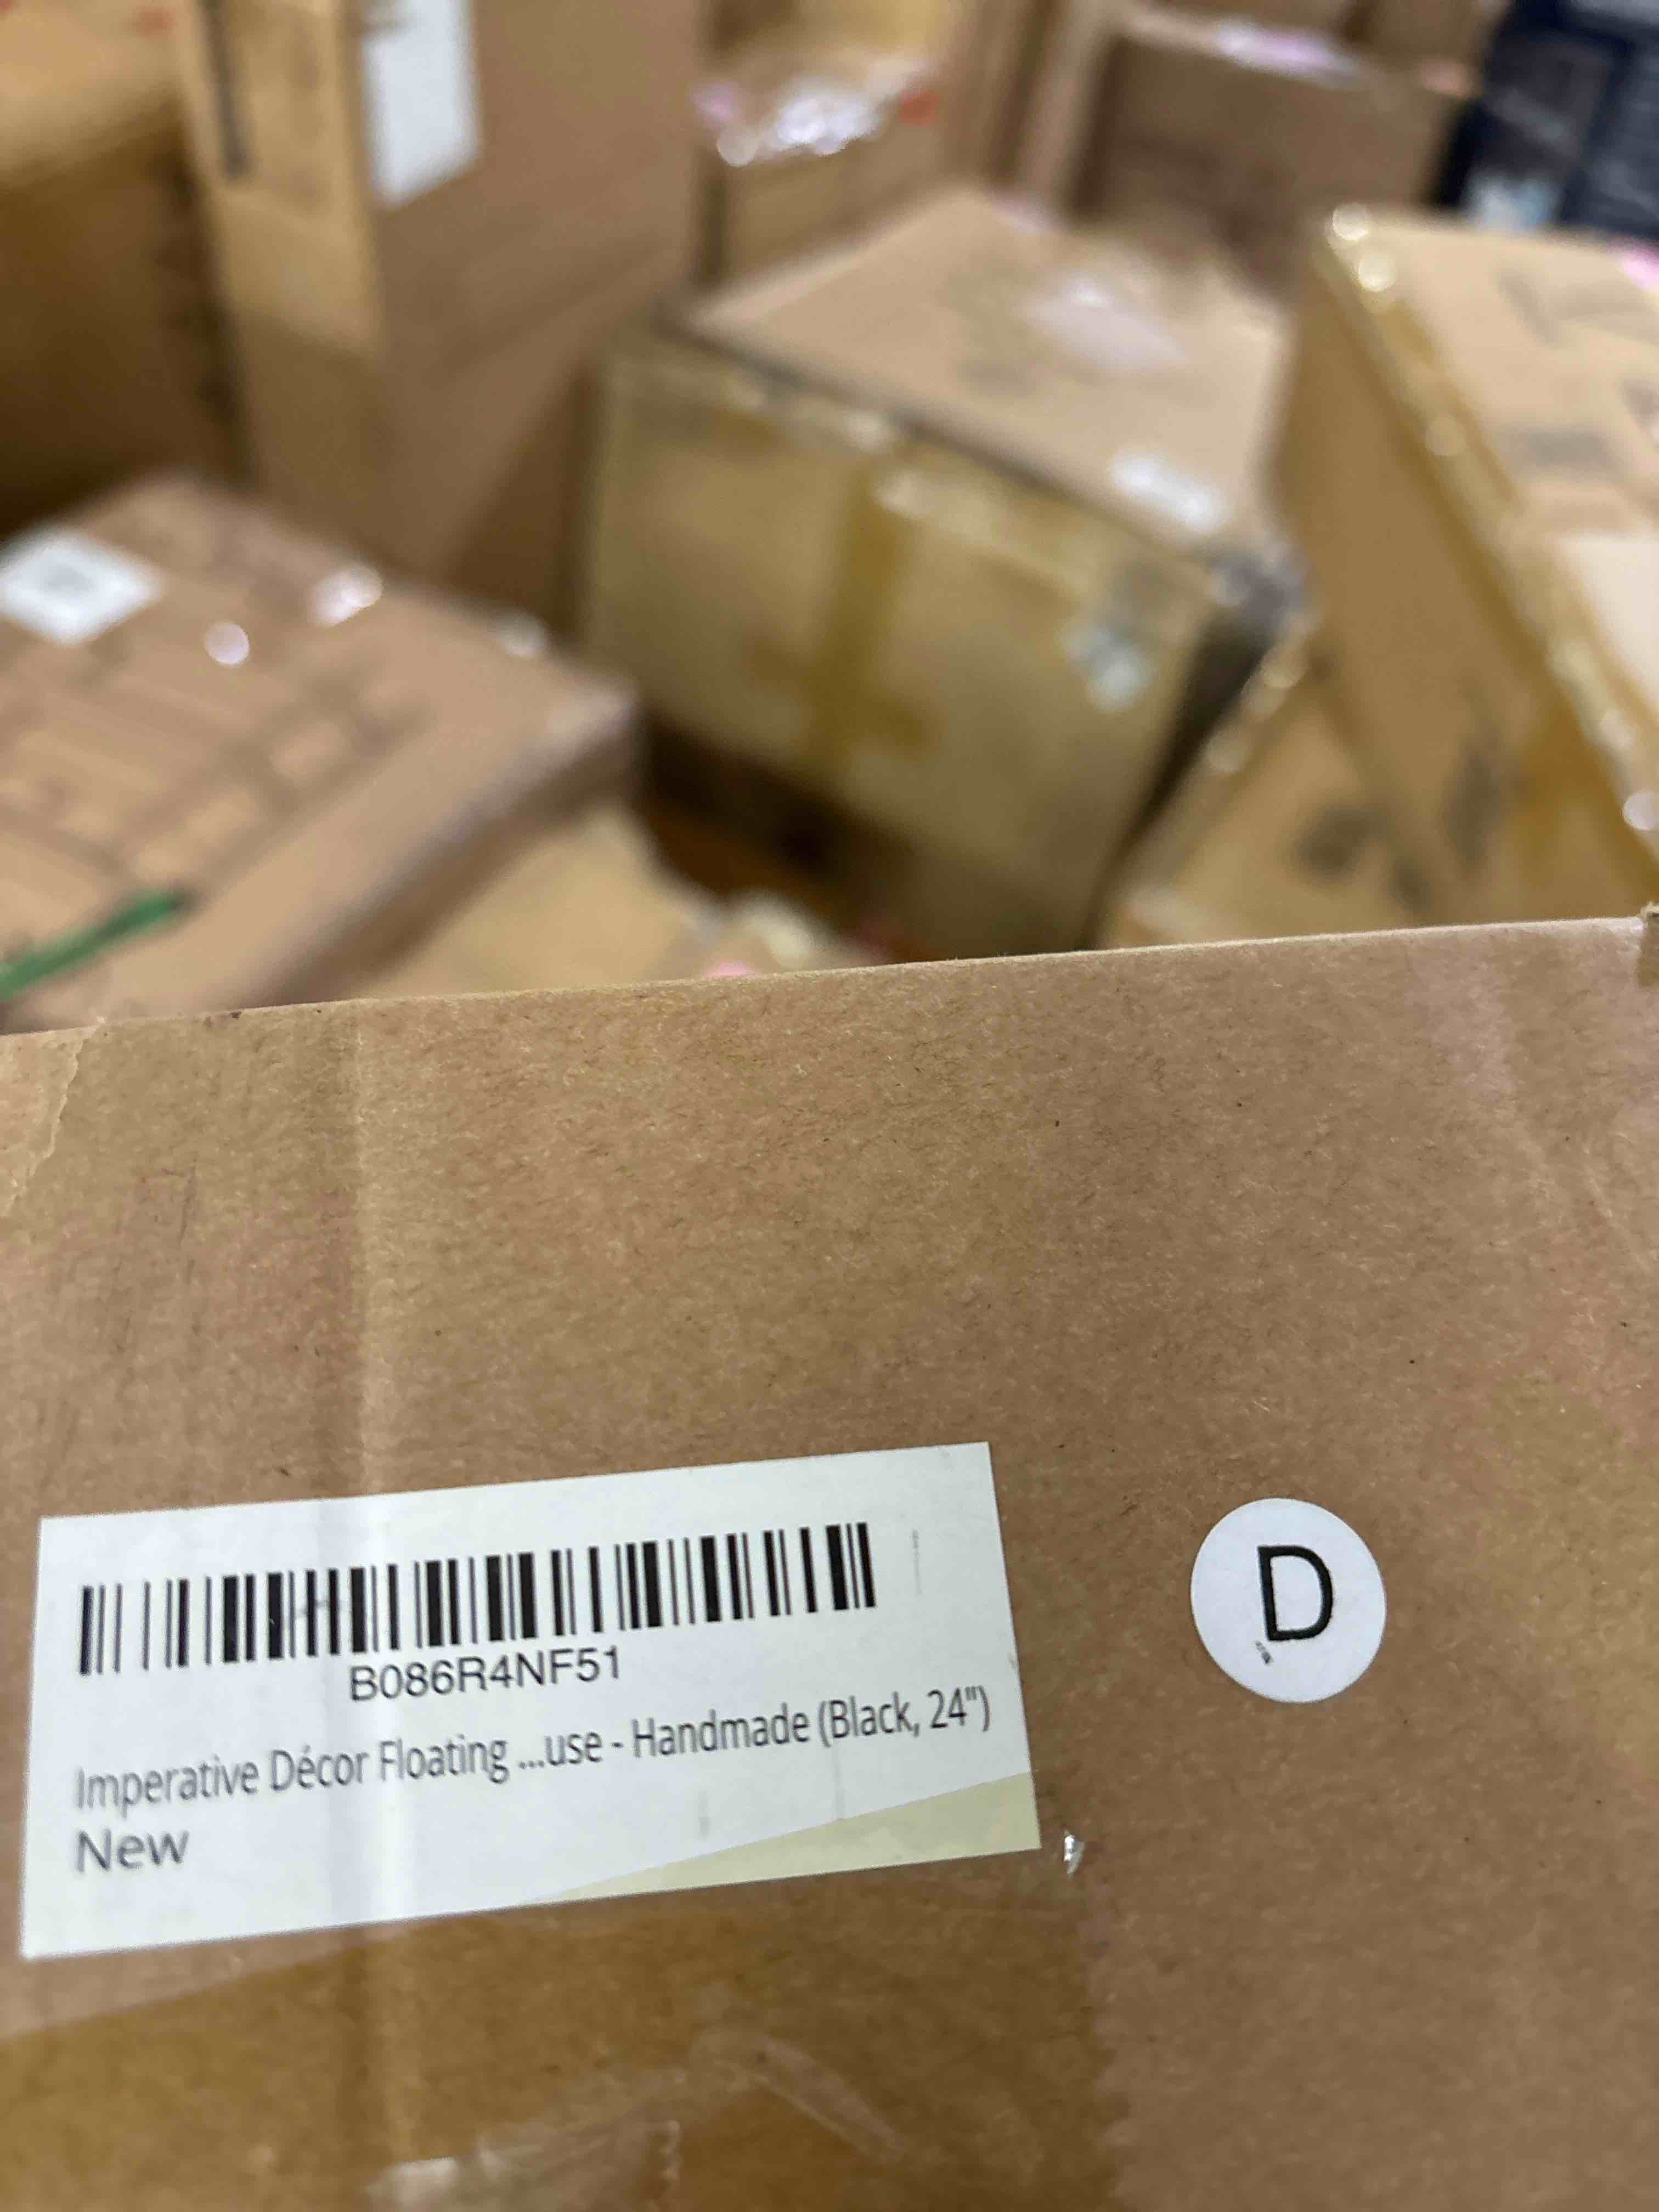 B086R4NF51
Imperative Décor Floating ...use - Handmade (Black, 24")
New
D